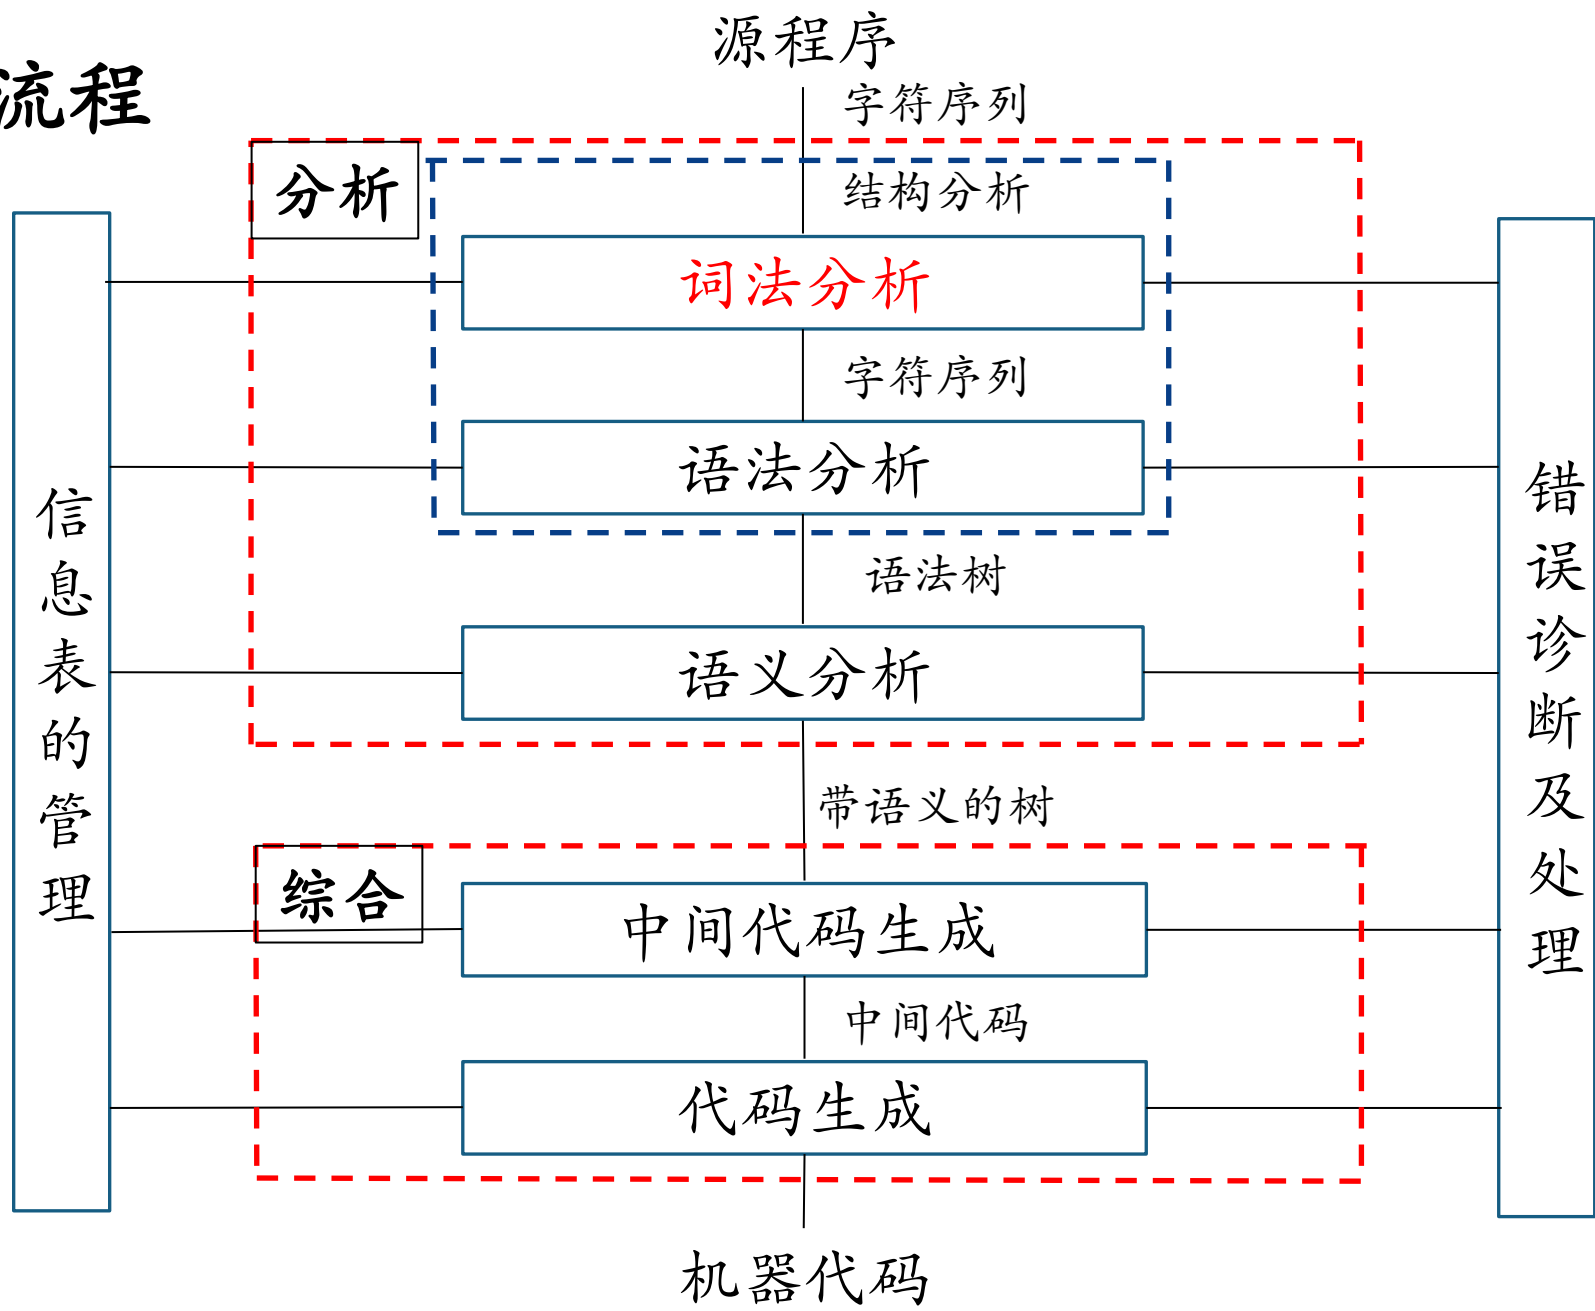 源程序
流程
字符序列
分析
结构分析
词法分析
字符序列
语法分析
语法树
语义分析
带语义的树
综合
中间代码生成
中间代码
代码生成
机器代码
信息表的管理
错误诊断及处理